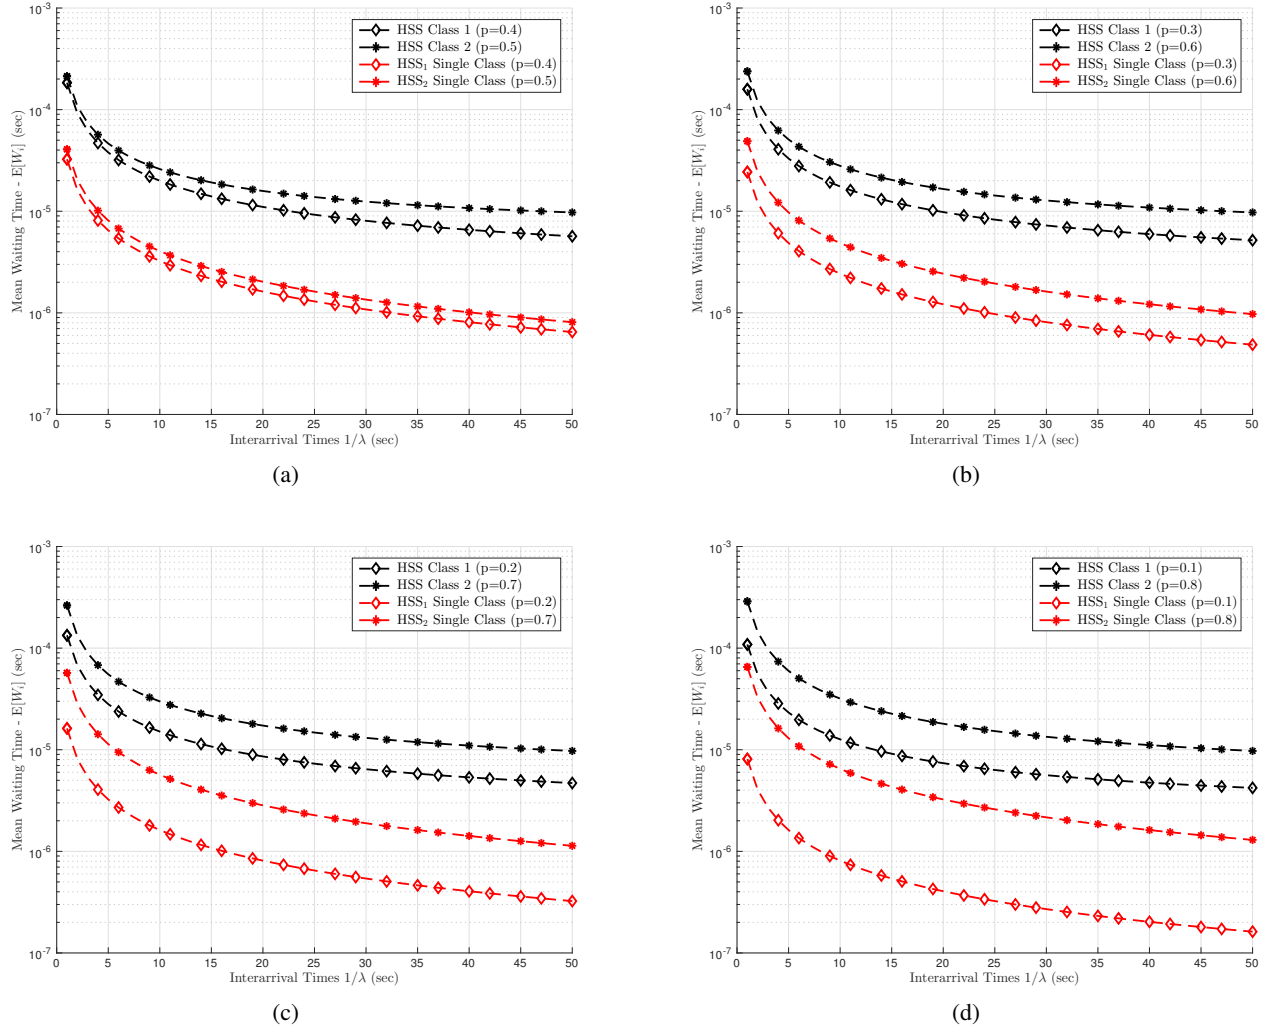 10-3
10-4
10-5
10-6
10-7
Mean Waiting Time - E[Wi] (sec)
HSS Class 1 (p=0.4)
HSS Class 2 (p=0.5)
HSS1 Single Class (p=0.4)
HSS2 Single Class (p=0.5)
0 5 10 15 20 25 30 35 40 45 50
Interarrival Times 1/λ (sec)
(a)
10-3
10-4
10-5
10-6
10-7
Mean Waiting Time - E[Wi] (sec)
HSS Class 1 (p=0.3)
HSS Class 2 (p=0.6)
HSS1 Single Class (p=0.3)
HSS2 Single Class (p=0.6)
0 5 10 15 20 25 30 35 40 45 50
Interarrival Times 1/λ (sec)
(b)
10-3
10-4
10-5
10-6
10-7
Mean Waiting Time - E[Wi] (sec)
HSS Class 1 (p=0.2)
HSS Class 2 (p=0.7)
HSS1 Single Class (p=0.2)
HSS2 Single Class (p=0.7)
0 5 10 15 20 25 30 35 40 45 50
Interarrival Times 1/λ (sec)
(c)
10-3
10-4
10-5
10-6
10-7
Mean Waiting Time - E[Wi] (sec)
HSS Class 1 (p=0.1)
HSS Class 2 (p=0.8)
HSS1 Single Class (p=0.1)
HSS2 Single Class (p=0.8)
0 5 10 15 20 25 30 35 40 45 50
Interarrival Times 1/λ (sec)
(d)